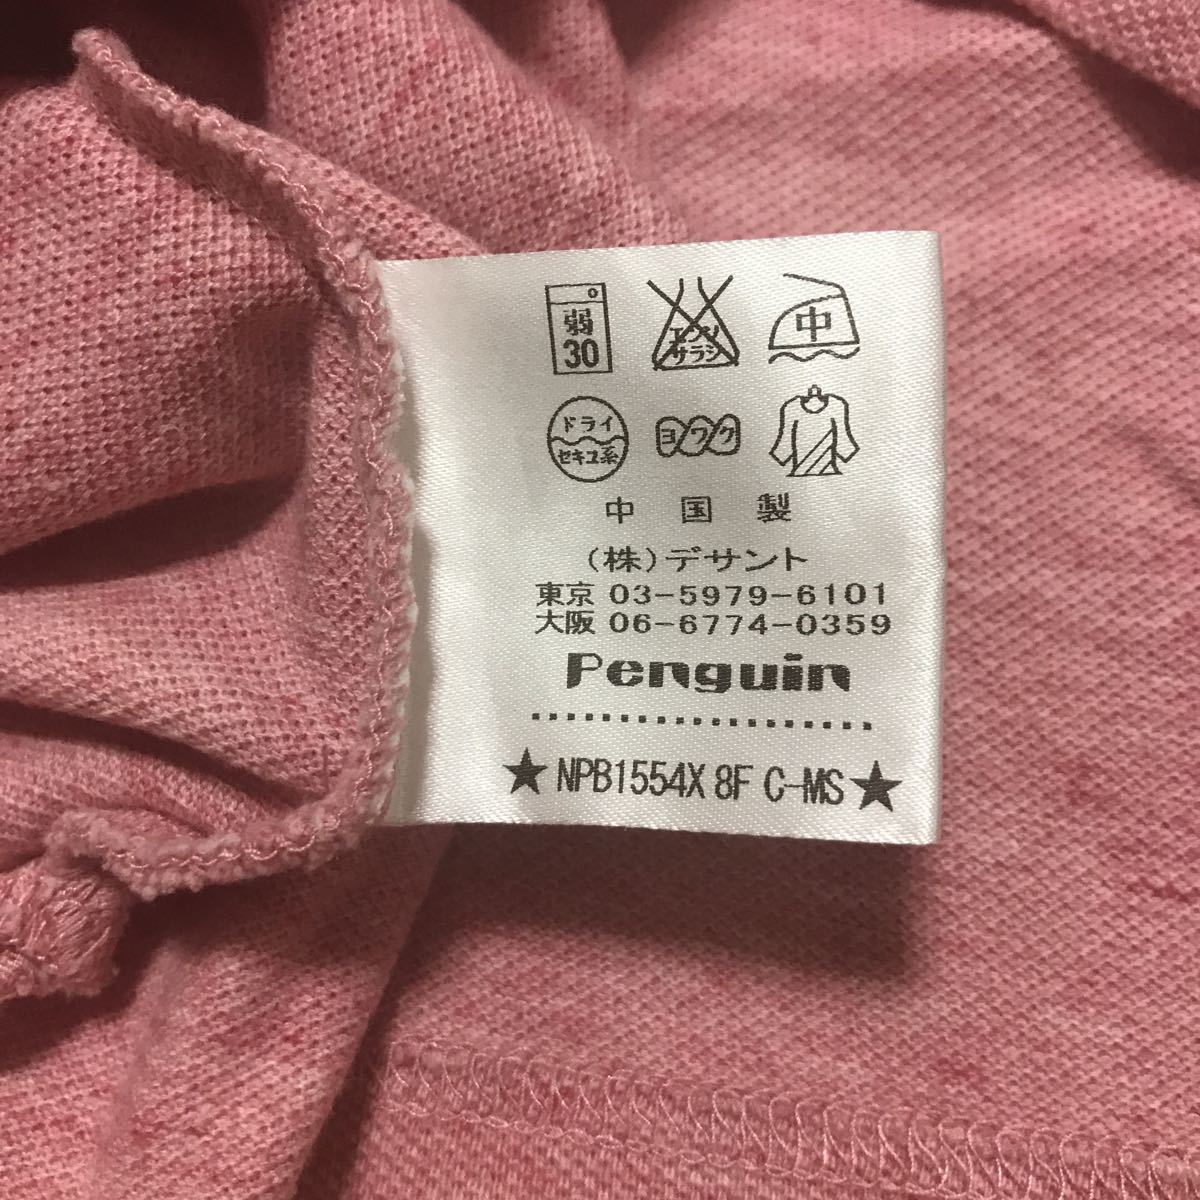 弱
30
エンソ
サラシ
中
ドライ
セキユ系
ヨワク
中国製
(株)デサント
東京 03-5979-6101
大阪 06-6774-0359
Penguin
★NPB1554X 8F C-MS★